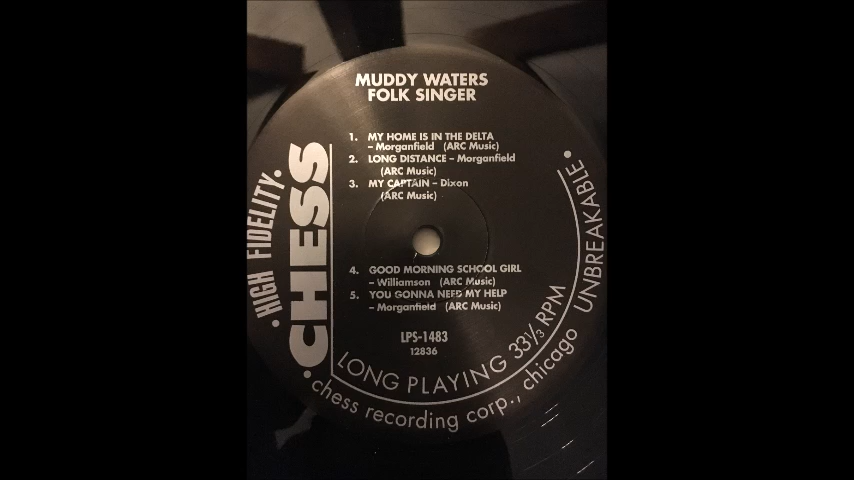 MUDDY WATERS
FOLK SINGER
1. MY HOME IS IN THE DELTA
– Morganfield (ARC Music)
2. LONG DISTANCE – Morganfield
(ARC Music)
3. MY CAPTAIN – Dixon
(ARC Music)
4. GOOD MORNING SCHOOL GIRL
– Williamson (ARC Music)
5. YOU GONNA NEED MY HELP
– Morganfield (ARC Music)
LPS-1483
12836
• HIGH FIDELITY •
CHESS
LONG PLAYING 33 1/3 RPM
• chess recording corp., chicago UNBREAKABLE •